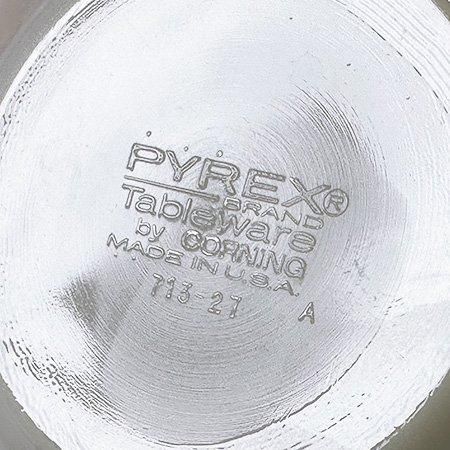 PYREX®
BRAND
Tableware
by CORNING
MADE IN U.S.A.
713-27 A